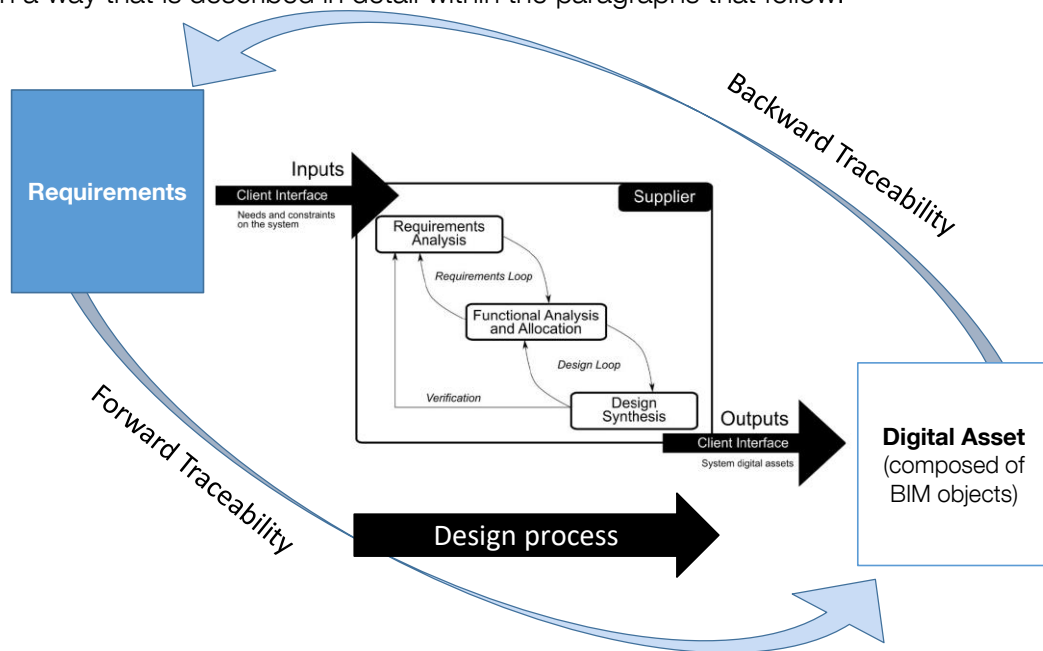 n a way that is described in detail within the paragraphs that follow.
Backward Traceability
Requirements
Inputs
Client Interface
Needs and constraints
on the system
Supplier
Requirements
Analysis
Requirements Loop
Functional Analysis
and Allocation
Design Loop
Verification
Design
Synthesis
Outputs
Client Interface
System digital assets
Digital Asset
(composed of
BIM objects)
Forward Traceability
Design process